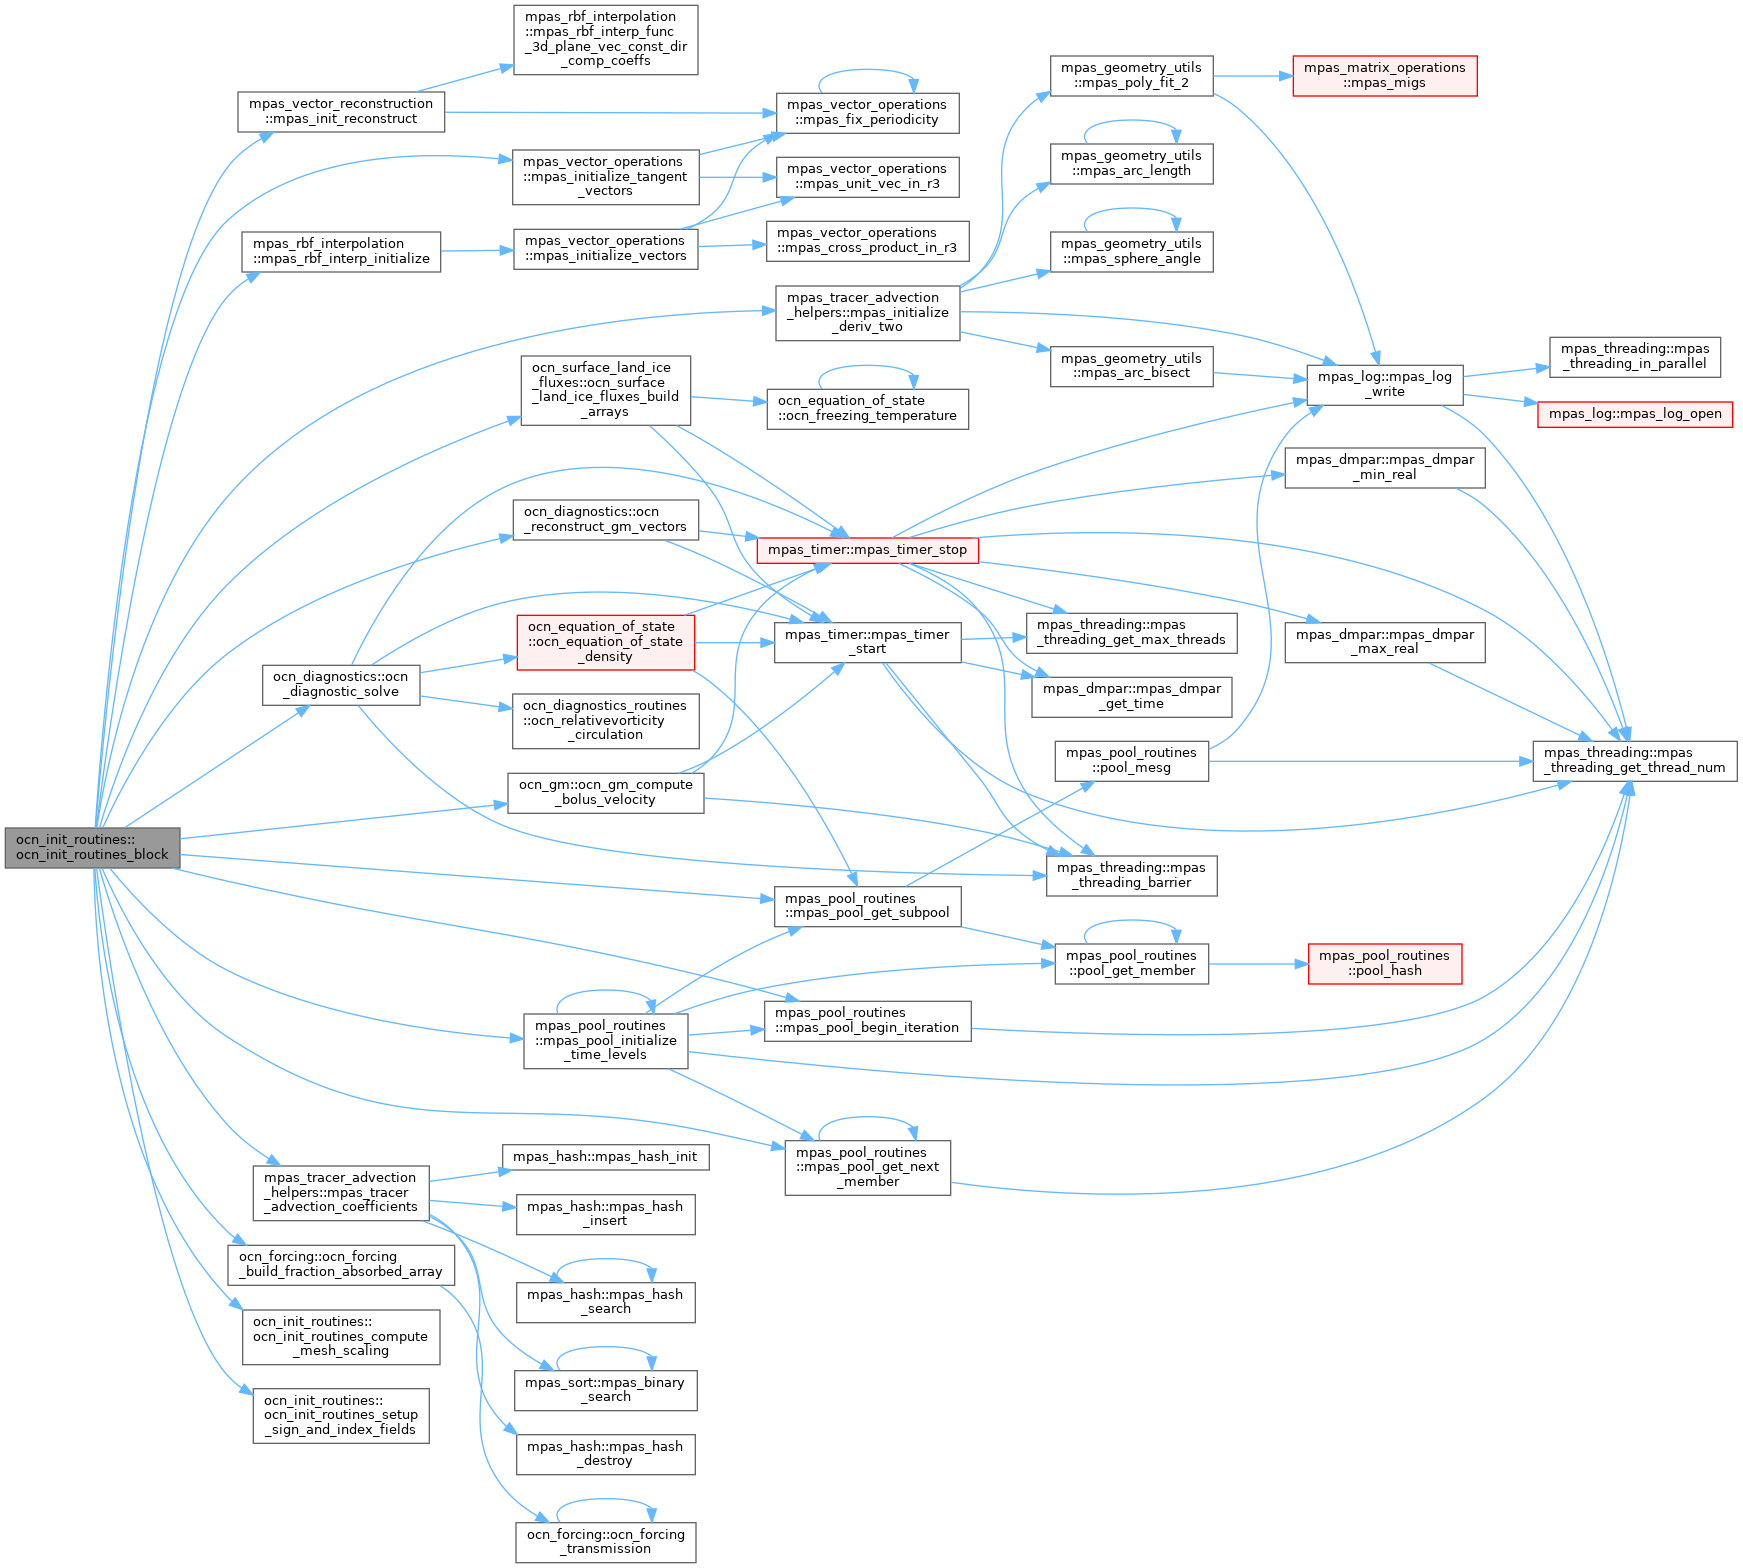 mpas_rbf_interpolation
::mpas_rbf_interp_func
_3d_plane_vec_const_dir
_comp_coeffs
mpas_vector_reconstruction
::mpas_init_reconstruct
mpas_vector_operations
::mpas_fix_periodicity
mpas_geometry_utils
::mpas_poly_fit_2
mpas_matrix_operations
::mpas_migs
mpas_vector_operations
::mpas_initialize_tangent
_vectors
mpas_vector_operations
::mpas_unit_vec_in_r3
mpas_geometry_utils
::mpas_arc_length
mpas_rbf_interpolation
::mpas_rbf_interp_initialize
mpas_vector_operations
::mpas_initialize_vectors
mpas_vector_operations
::mpas_cross_product_in_r3
mpas_geometry_utils
::mpas_sphere_angle
mpas_tracer_advection
_helpers::mpas_initialize
_deriv_two
mpas_geometry_utils
::mpas_arc_bisect
mpas_log::mpas_log
_write
mpas_threading::mpas
_threading_in_parallel
mpas_log::mpas_log_open
ocn_surface_land_ice
_fluxes::ocn_surface
_land_ice_fluxes_build
_arrays
ocn_equation_of_state
::ocn_freezing_temperature
mpas_dmpar::mpas_dmpar
_min_real
ocn_diagnostics::ocn
_reconstruct_gm_vectors
mpas_timer::mpas_timer_stop
ocn_equation_of_state
::ocn_equation_of_state
_density
mpas_timer::mpas_timer
_start
mpas_threading::mpas
_threading_get_max_threads
mpas_dmpar::mpas_dmpar
_max_real
ocn_diagnostics::ocn
_diagnostic_solve
mpas_dmpar::mpas_dmpar
_get_time
ocn_diagnostics_routines
::ocn_relativevorticity
_circulation
mpas_pool_routines
::pool_mesg
mpas_threading::mpas
_threading_get_thread_num
ocn_gm::ocn_gm_compute
_bolus_velocity
ocn_init_routines::
ocn_init_routines_block
mpas_threading::mpas
_threading_barrier
mpas_pool_routines
::mpas_pool_get_subpool
mpas_pool_routines
::pool_get_member
mpas_pool_routines
::pool_hash
mpas_pool_routines
::mpas_pool_initialize
_time_levels
mpas_pool_routines
::mpas_pool_begin_iteration
mpas_pool_routines
::mpas_pool_get_next
_member
mpas_tracer_advection
_helpers::mpas_tracer
_advection_coefficients
mpas_hash::mpas_hash_init
mpas_hash::mpas_hash
_insert
ocn_forcing::ocn_forcing
_build_fraction_absorbed_array
mpas_hash::mpas_hash
_search
ocn_init_routines::
ocn_init_routines_compute
_mesh_scaling
mpas_sort::mpas_binary
_search
ocn_init_routines::
ocn_init_routines_setup
_sign_and_index_fields
mpas_hash::mpas_hash
_destroy
ocn_forcing::ocn_forcing
_transmission